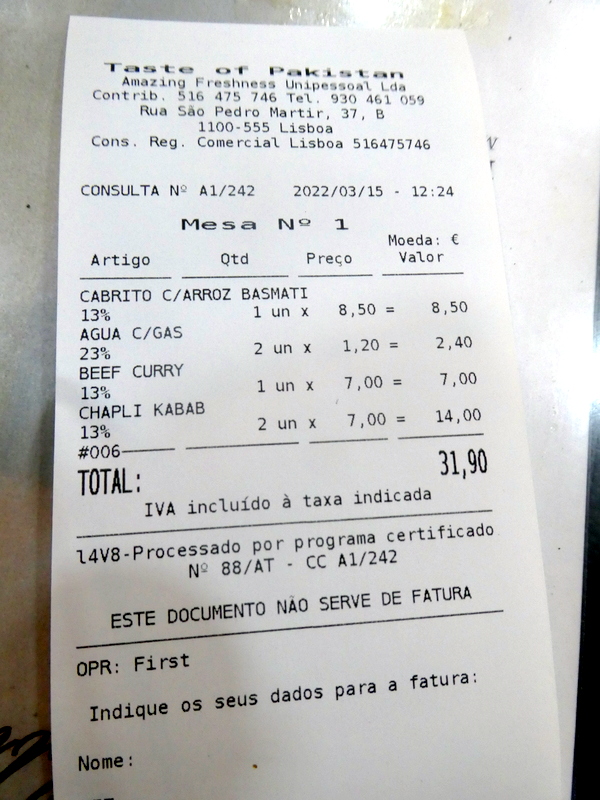 Taste of Pakistan
Amazing Freshness Unipessoal Lda
Contrib. 516 475 746 Tel. 930 461 059
Rua São Pedro Martir, 37, B
1100-555 Lisboa
Cons. Reg. Comercial Lisboa 516475746
CONSULTA Nº A1/242 2022/03/15 - 12:24
Mesa Nº 1
Moeda: €
Artigo Qtd Preço Valor
CABRITO C/ARROZ BASMATI
13% 1 un x 8,50 = 8,50
AGUA C/GAS
23% 2 un x 1,20 = 2,40
BEEF CURRY
13% 1 un x 7,00 = 7,00
CHAPLI KABAB
13% 2 un x 7,00 = 14,00
#006
TOTAL: 31,90
IVA incluído à taxa indicada
l4V8-Processado por programa certificado
Nº 88/AT - CC A1/242
ESTE DOCUMENTO NÃO SERVE DE FATURA
OPR: First
Indique os seus dados para a fatura:
Nome: